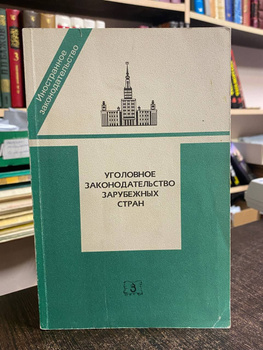 Иностранное
законодательство
УГОЛОВНОЕ
ЗАКОНОДАТЕЛЬСТВО
ЗАРУБЕЖНЫХ
СТРАН